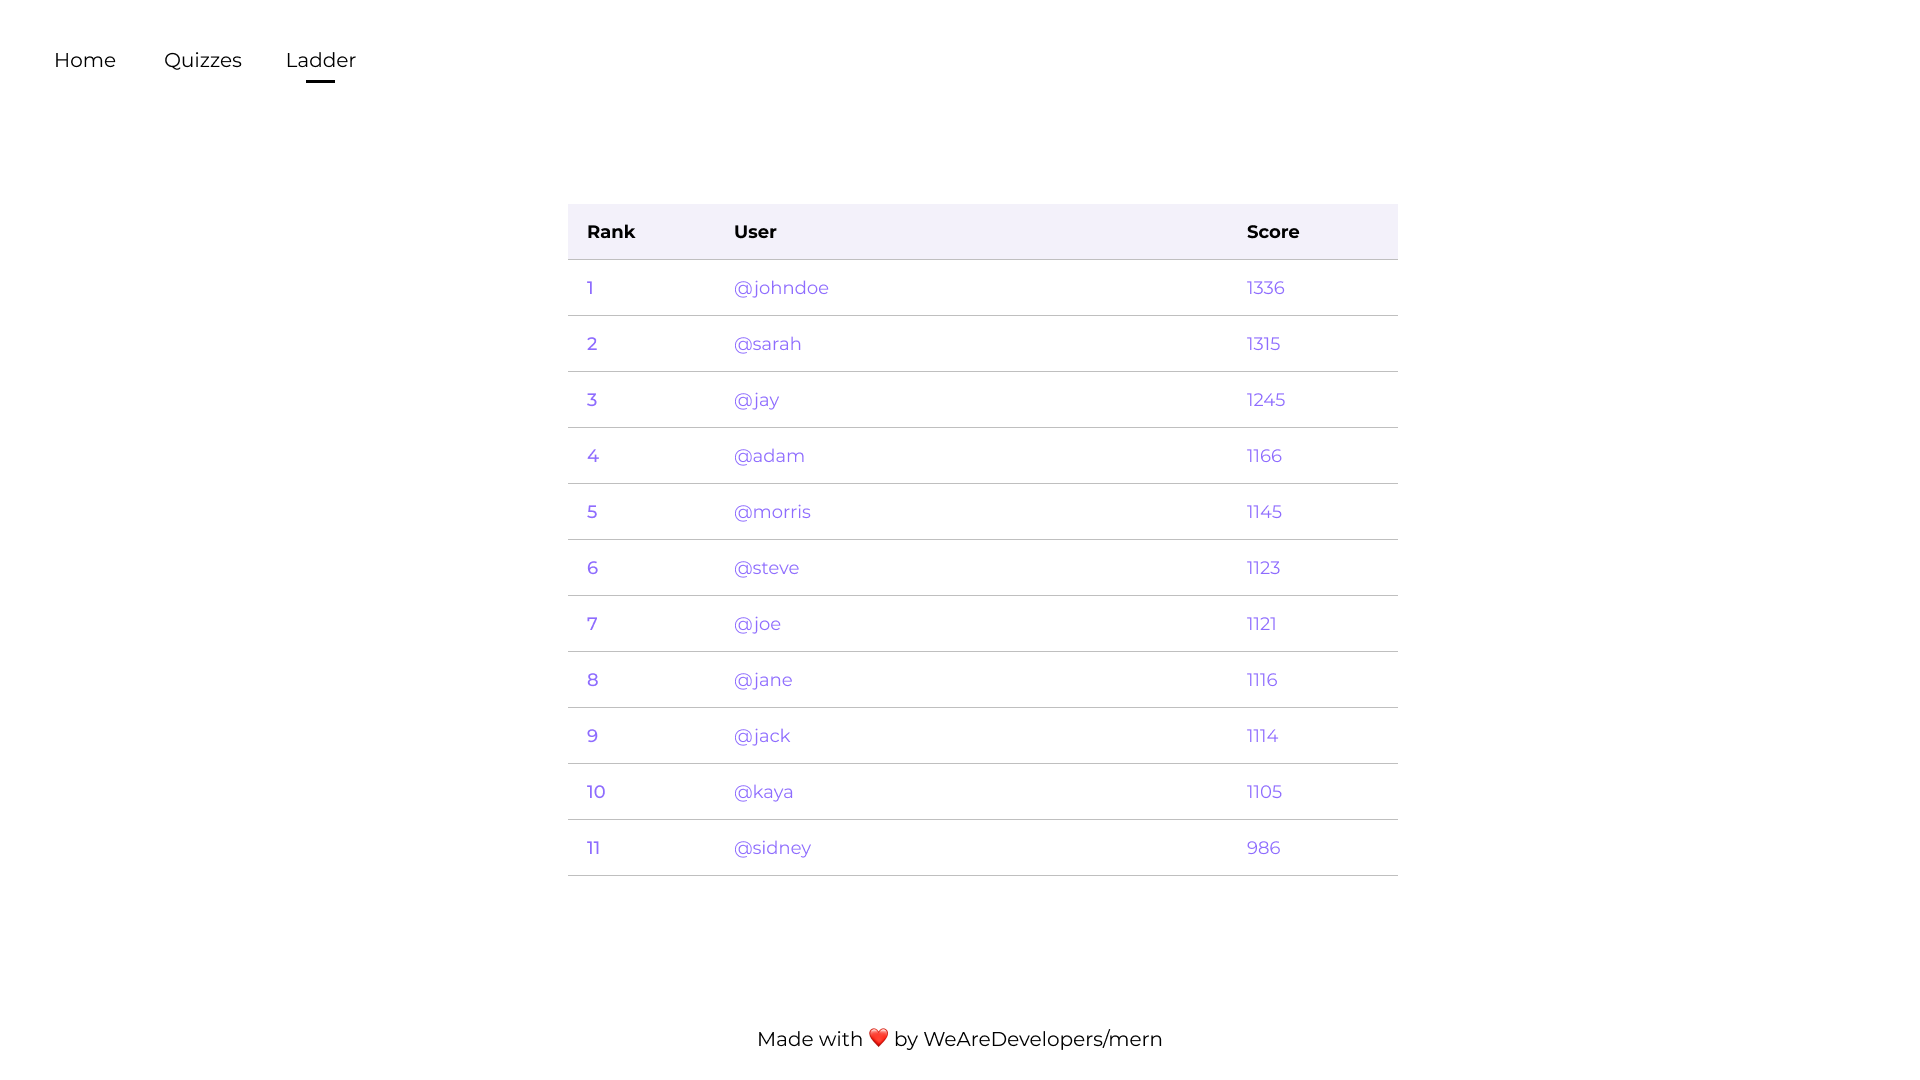 Home Quizzes Ladder
Rank User Score
1 @johndoe 1336
2 @sarah 1315
3 @jay 1245
4 @adam 1166
5 @morris 1145
6 @steve 1123
7 @joe 1121
8 @jane 1116
9 @jack 1114
10 @kaya 1105
11 @sidney 986
Made with ❤️ by WeAreDevelopers/mern